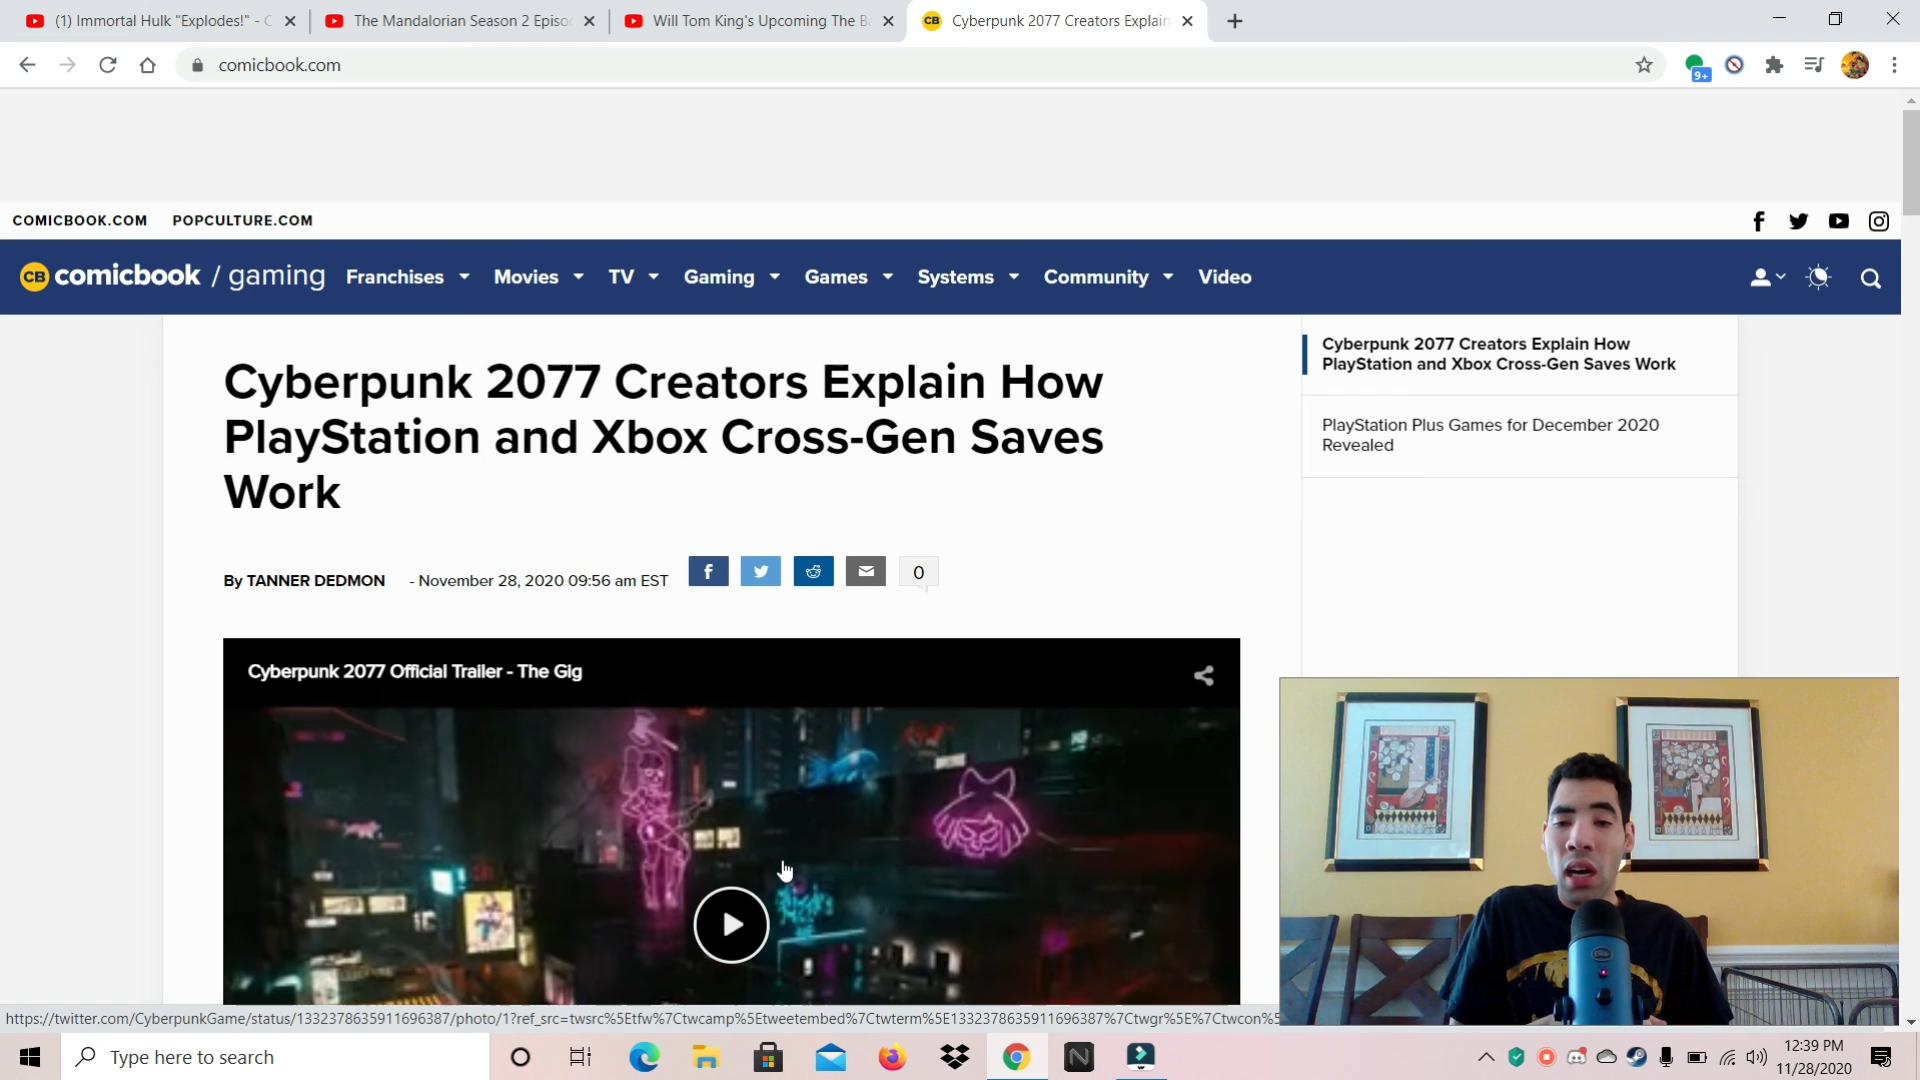 (1) Immortal Hulk "Explodes!" - C
The Mandalorian Season 2 Episo
Will Tom King's Upcoming The Ba
CB
Cyberpunk 2077 Creators Explain
comicbook.com
9+
COMICBOOK.COM POPCULTURE.COM
CB comicbook / gaming Franchises Movies TV Gaming Games Systems Community Video
Cyberpunk 2077 Creators Explain How
PlayStation and Xbox Cross-Gen Saves
Work
By TANNER DEDMON - November 28, 2020 09:56 am EST
0
Cyberpunk 2077 Creators Explain How
PlayStation and Xbox Cross-Gen Saves Work
PlayStation Plus Games for December 2020
Revealed
Cyberpunk 2077 Official Trailer - The Gig
https://twitter.com/CyberpunkGame/status/1332378635911696387/photo/1?ref_src=twsrc%5Etfw%7Ctwcamp%5Etweetembed%7Ctwterm%5E1332378635911696387%7Ctwgr%5E%7Ctwcon%5
Type here to search
12:39 PM
11/28/2020